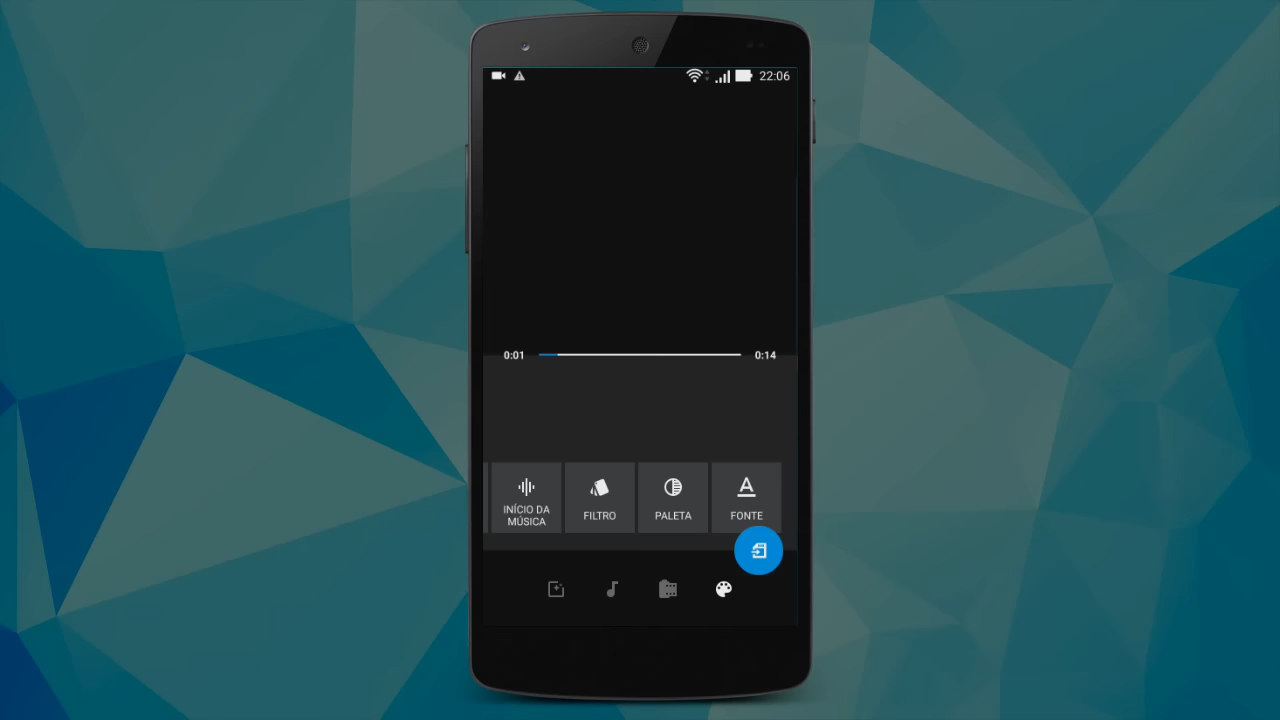 22:06
0:01 0:14
INÍCIO DA
MÚSICA
FILTRO PALETA FONTE